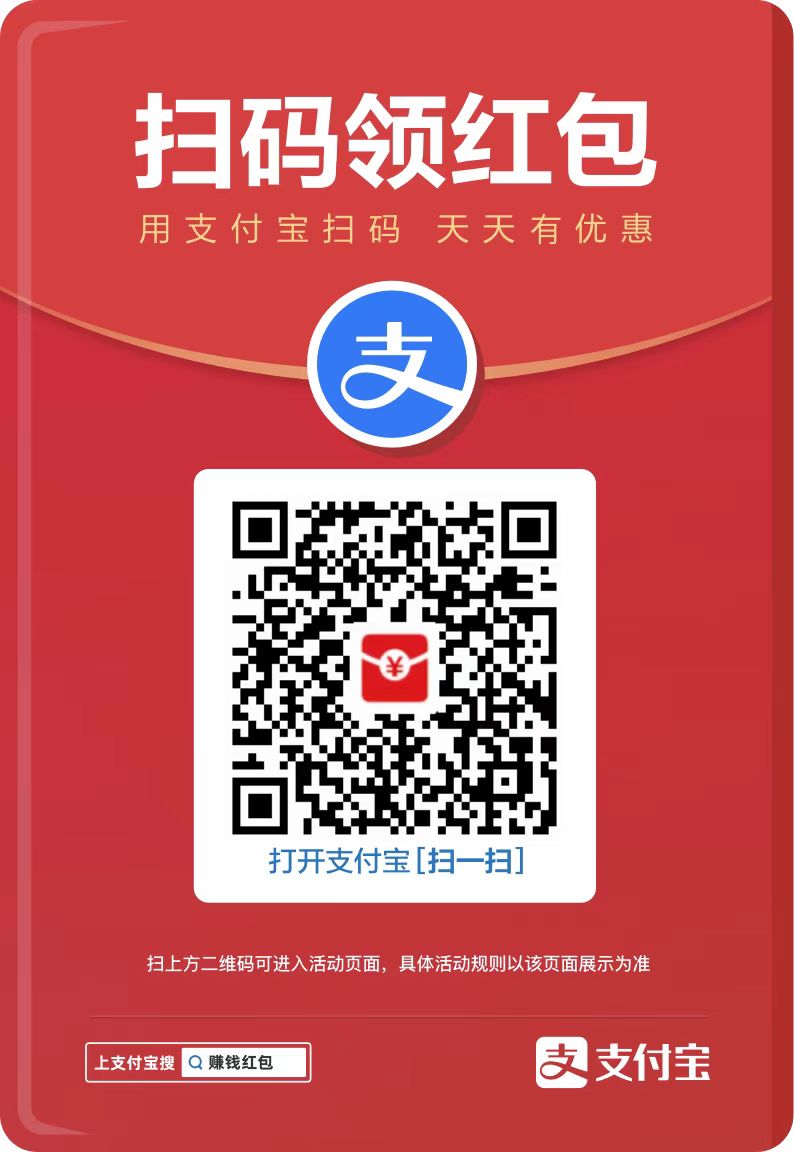 扫码领红包
用支付宝扫码 天天有优惠
支
¥
打开支付宝[扫一扫]
扫上方二维码可进入活动页面，具体活动规则以该页面展示为准
上支付宝搜 赚钱红包
支 支付宝